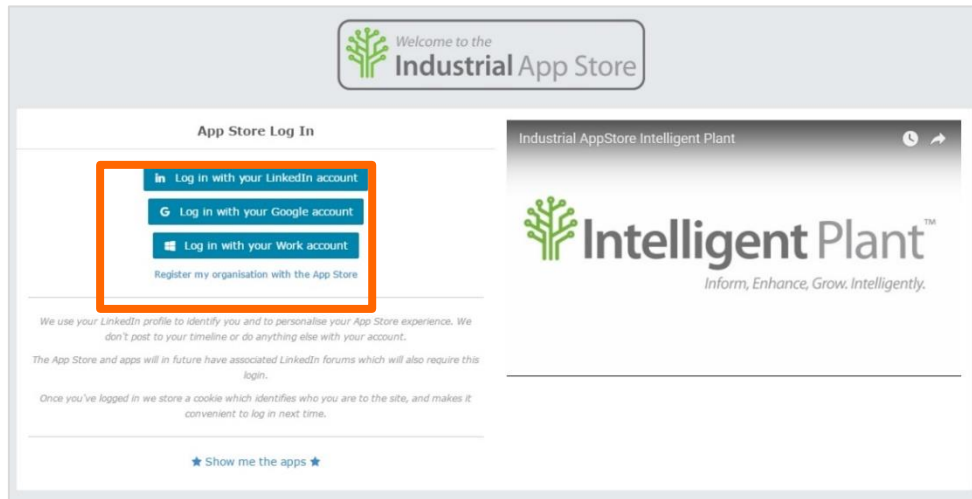 Welcome to the
Industrial App Store
App Store Log In
in Log in with your LinkedIn account
G Log in with your Google account
Log in with your Work account
Register my organisation with the App Store
We use your LinkedIn profile to identify you and to personalise your App Store experience. We
don't post to your timeline or do anything else with your account.
The App Store and apps will in future have associated LinkedIn forums which will also require this
login.
Once you've logged in we store a cookie which identifies who you are to the site, and makes it
convenient to log in next time.
★ Show me the apps ★
Industrial AppStore Intelligent Plant
Intelligent Plant™
Inform, Enhance, Grow. Intelligently.